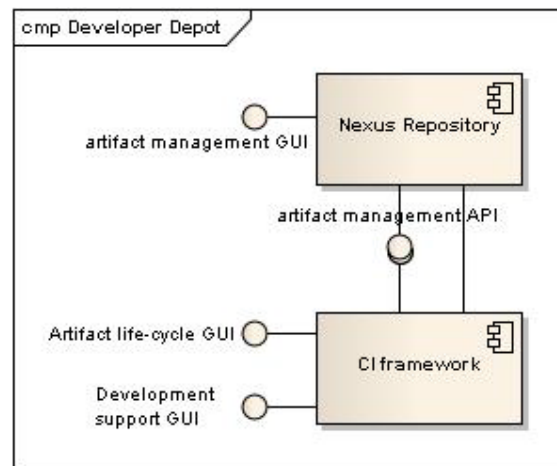 cmp Developer Depot
Nexus Repository
artifact management GUI
artifact management API
Artifact life-cycle GUI
CI framework
Development
support GUI